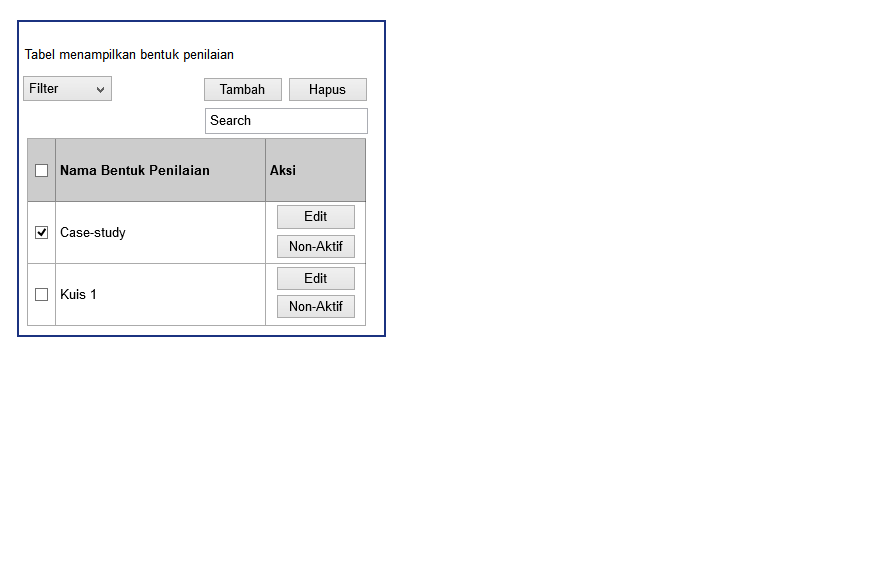 Tabel menampilkan bentuk penilaian
Filter
Tambah
Hapus
Search
Nama Bentuk Penilaian
Aksi
Case-study
Edit
Non-Aktif
Kuis 1
Edit
Non-Aktif